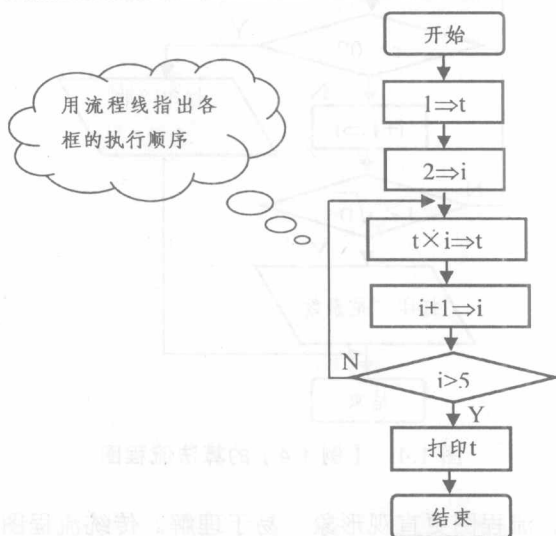 开始
1⇒t
用流程线指出各
框的执行顺序
2⇒i
t×i⇒t
i+1⇒i
N
i>5
Y
打印t
结束